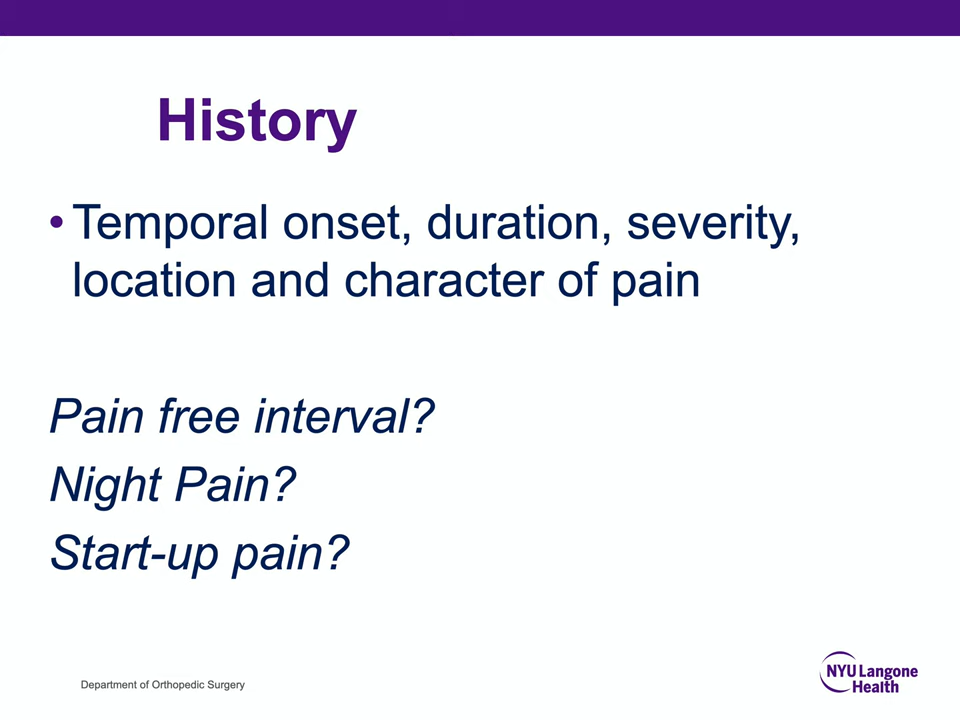 History
• Temporal onset, duration, severity,
location and character of pain
Pain free interval?
Night Pain?
Start-up pain?
Department of Orthopedic Surgery
NYU Langone
Health